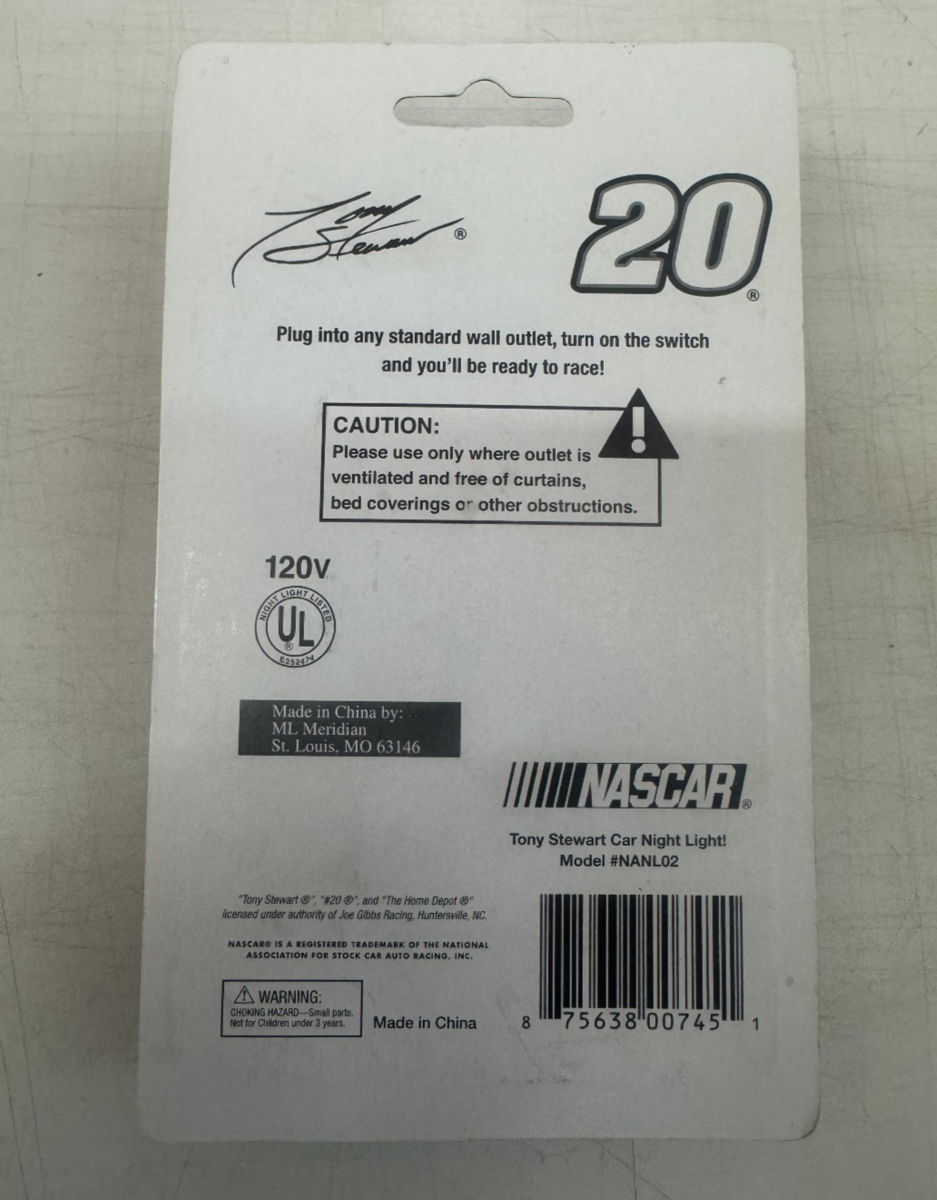 Tony
Stewart ®
20 ®
Plug into any standard wall outlet, turn on the switch
and you'll be ready to race!
CAUTION:
Please use only where outlet is
ventilated and free of curtains,
bed coverings or other obstructions.
120V
NIGHT LIGHT LISTED
UL ®
E252474
Made in China by:
ML Meridian
St. Louis, MO 63146
NASCAR ®
Tony Stewart Car Night Light!
Model #NANL02
"Tony Stewart ®", "#20 ®", and "The Home Depot ®"
licensed under authority of Joe Gibbs Racing, Huntersville, NC.
NASCAR® IS A REGISTERED TRADEMARK OF THE NATIONAL
ASSOCIATION FOR STOCK CAR AUTO RACING, INC.
WARNING:
CHOKING HAZARD—Small parts.
Not for Children under 3 years.
Made in China
8 75638 00745 1